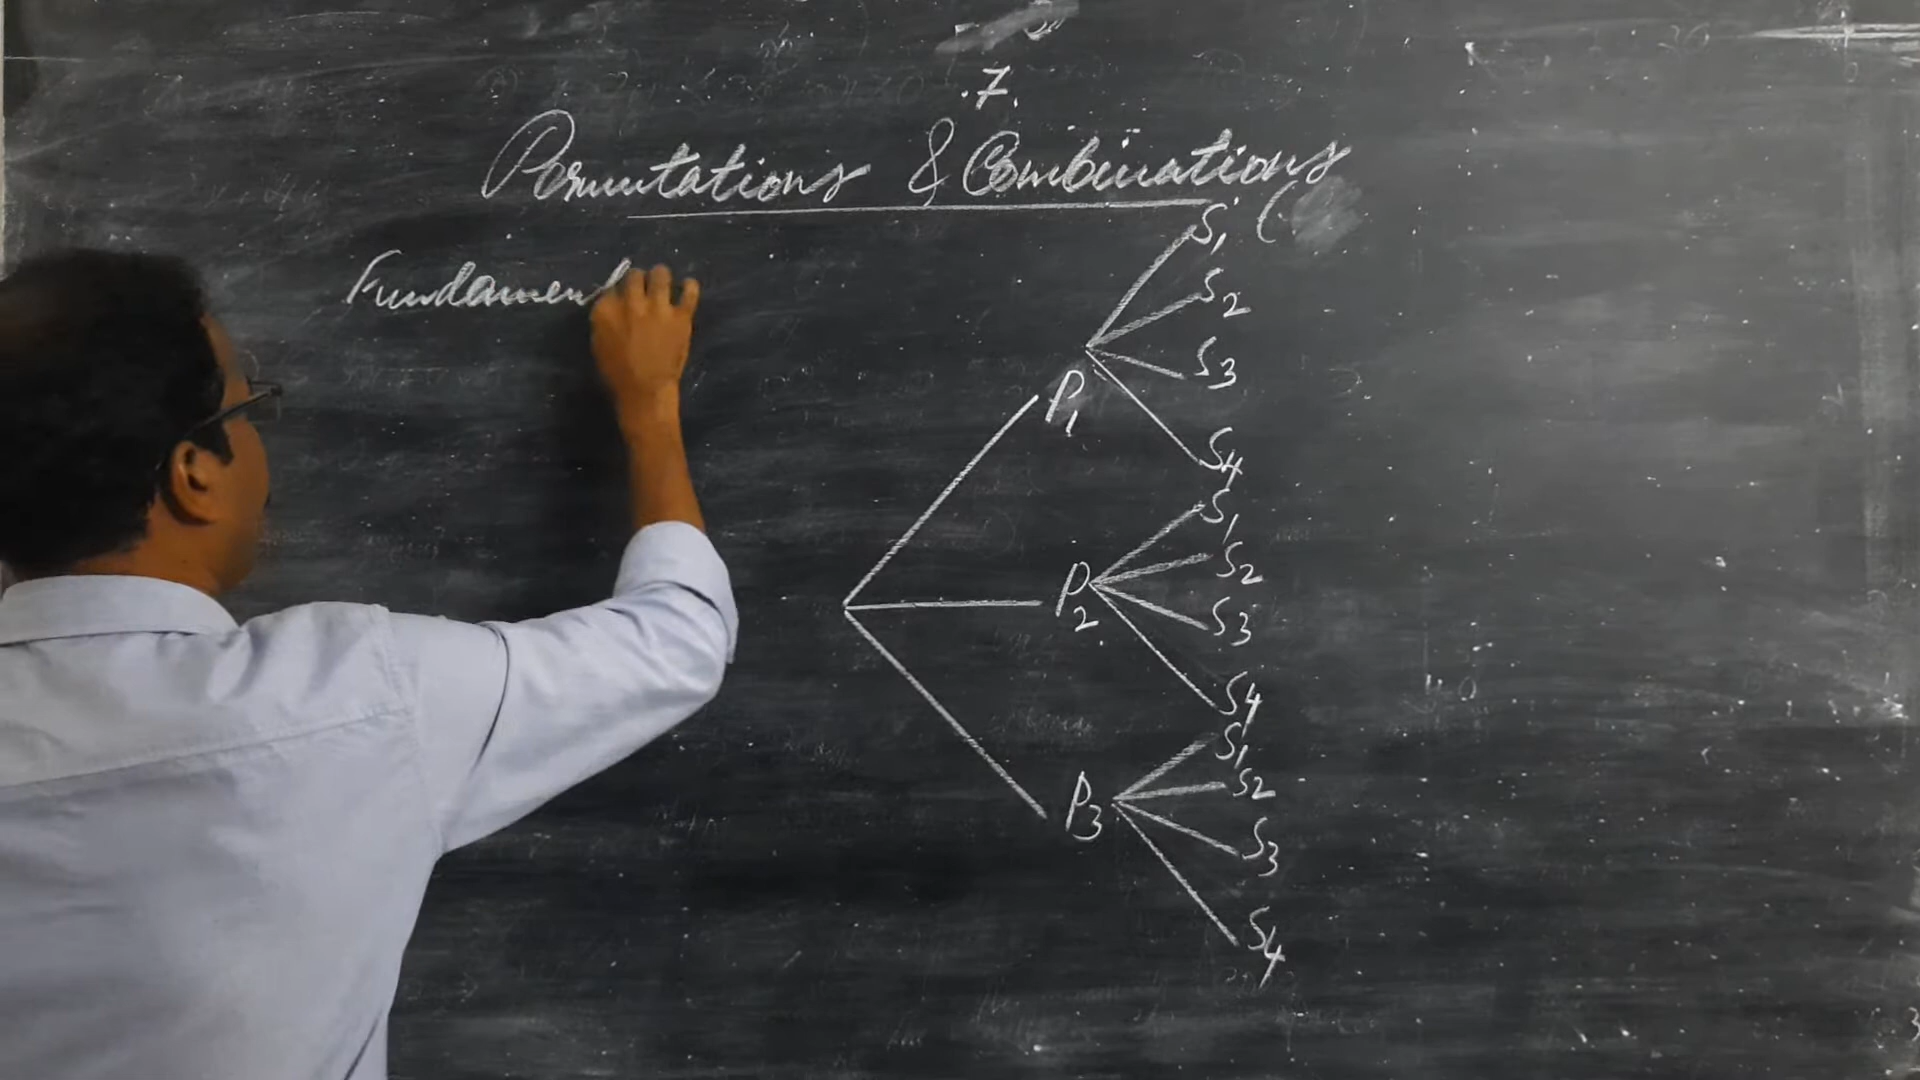 7.
Permutations & Combinations
Fundament
S1 (
S2
S3
P1
S4
S1
S2
P2
S3
S4
S1
S2
P3
S3
S4